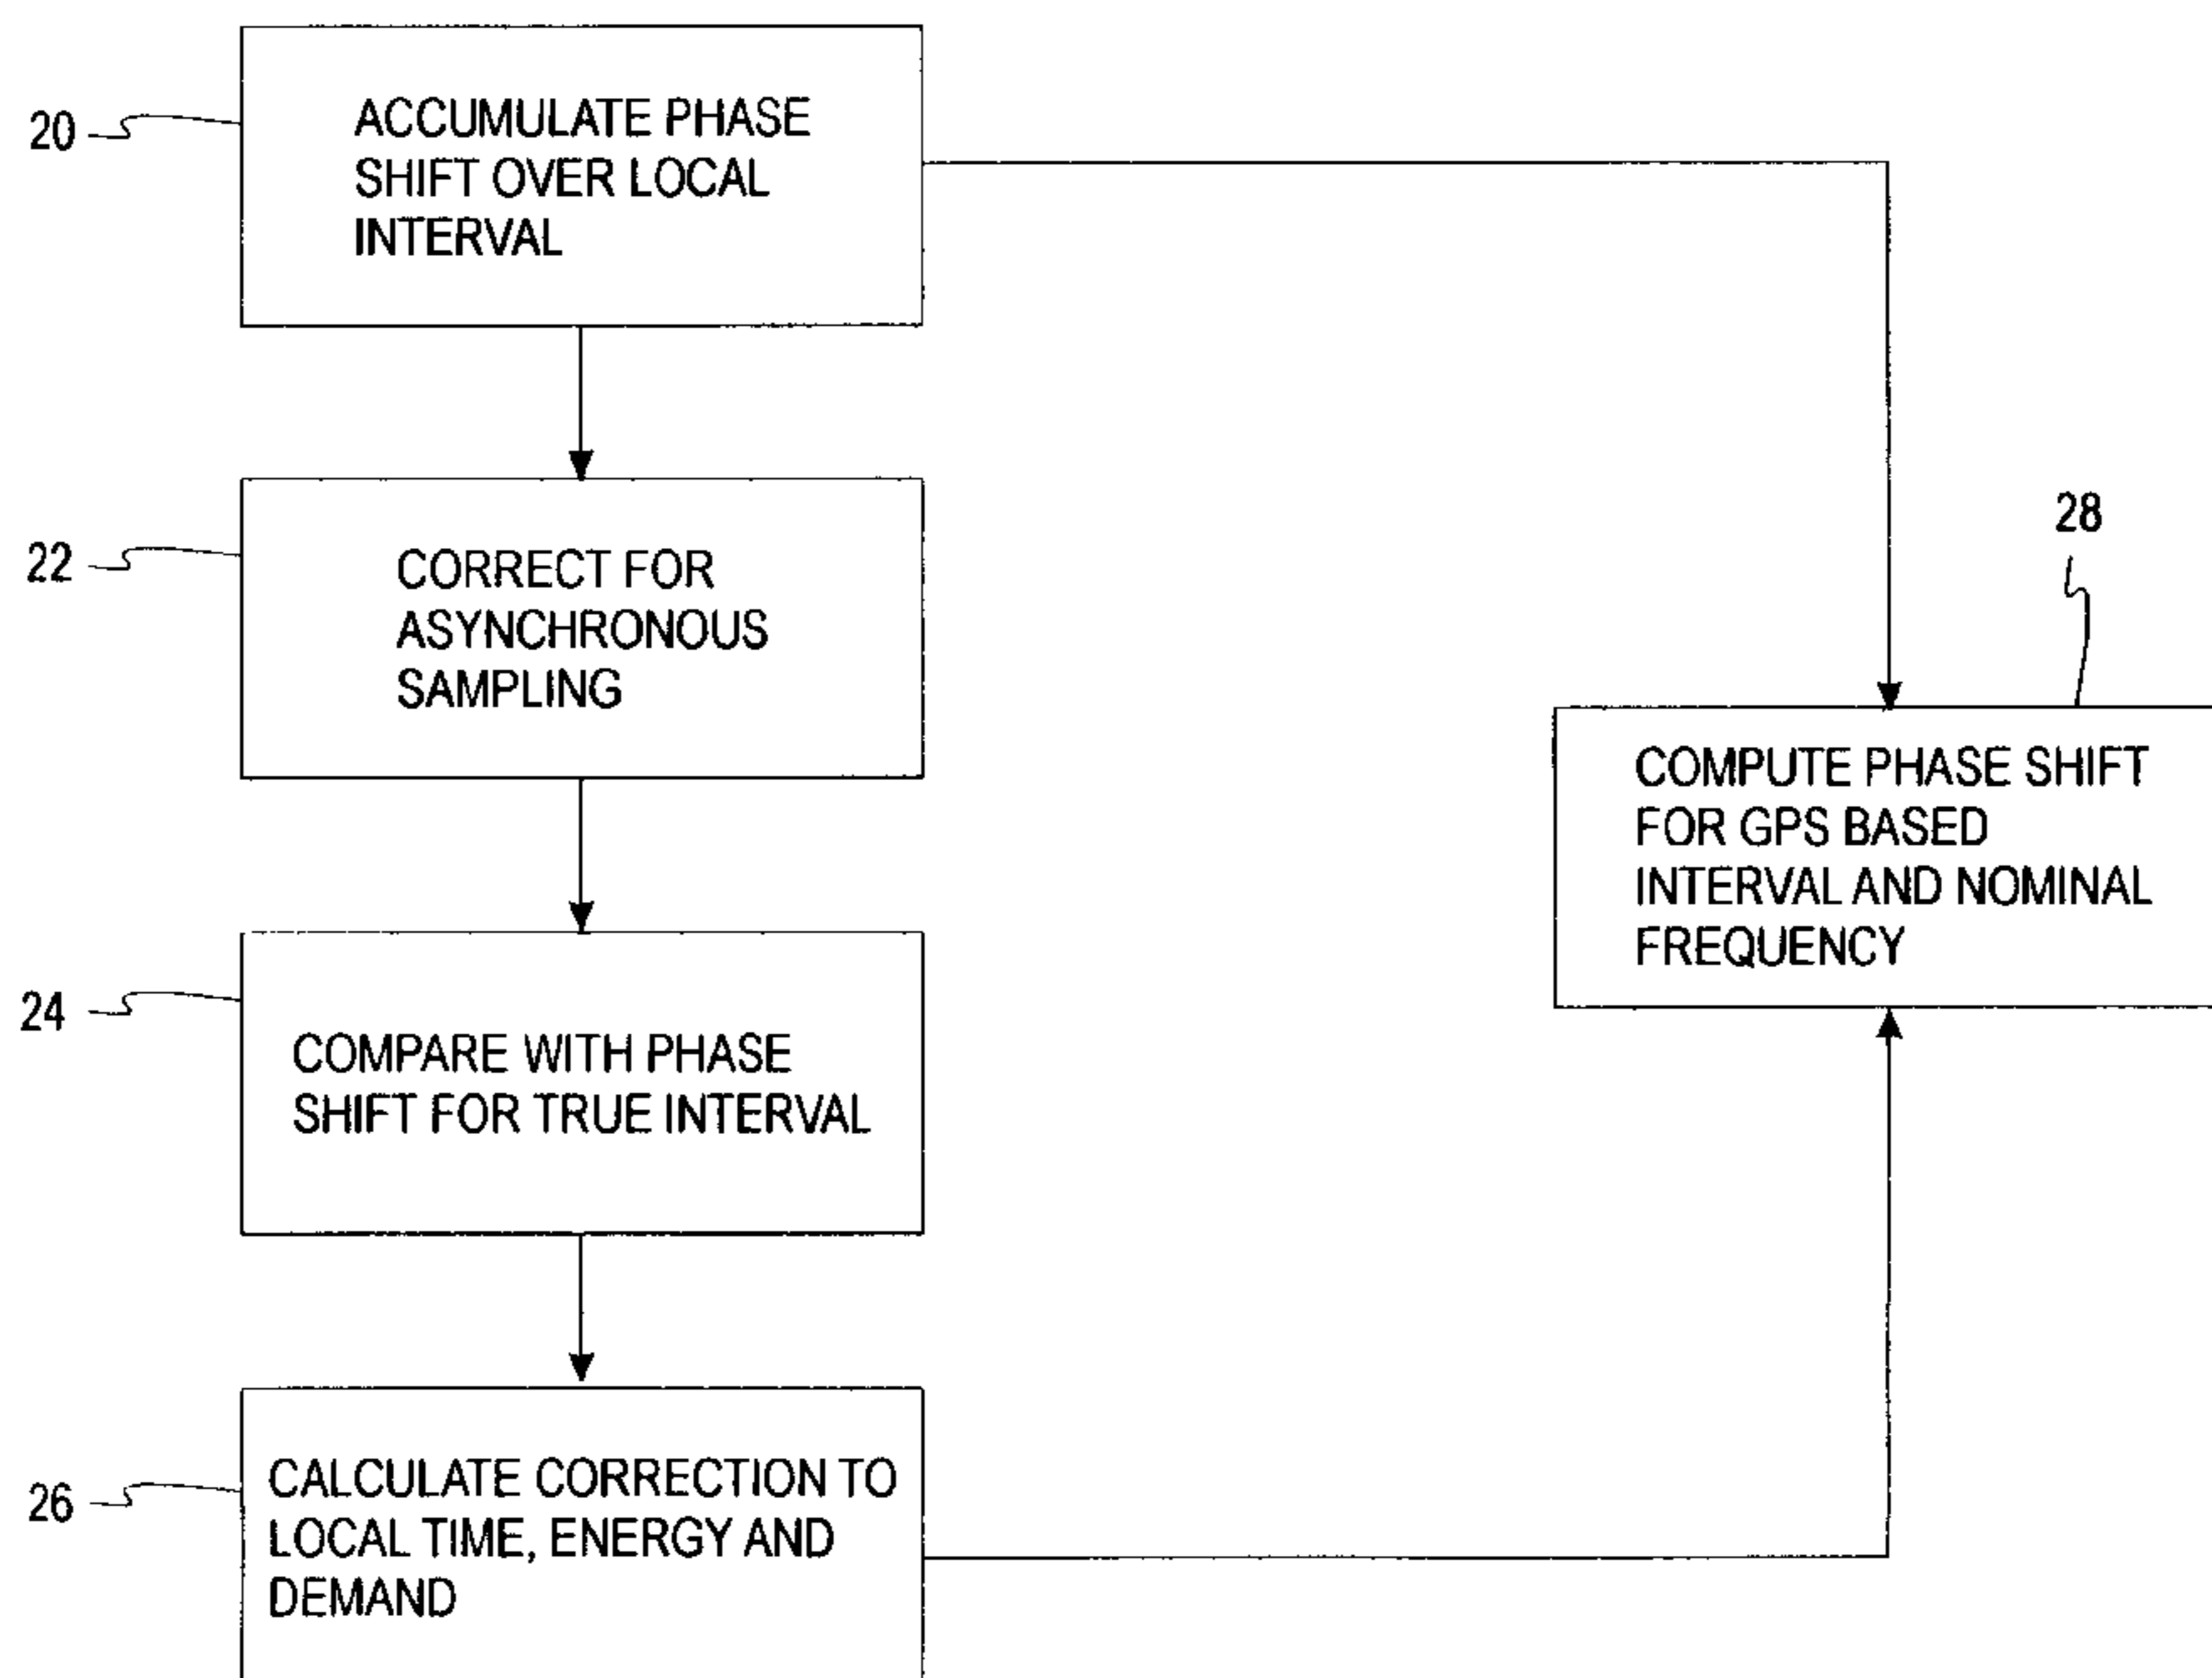 20
ACCUMULATE PHASE
SHIFT OVER LOCAL
INTERVAL
22
CORRECT FOR
ASYNCHRONOUS
SAMPLING
24
COMPARE WITH PHASE
SHIFT FOR TRUE INTERVAL
26
CALCULATE CORRECTION TO
LOCAL TIME, ENERGY AND
DEMAND
28
COMPUTE PHASE SHIFT
FOR GPS BASED
INTERVAL AND NOMINAL
FREQUENCY